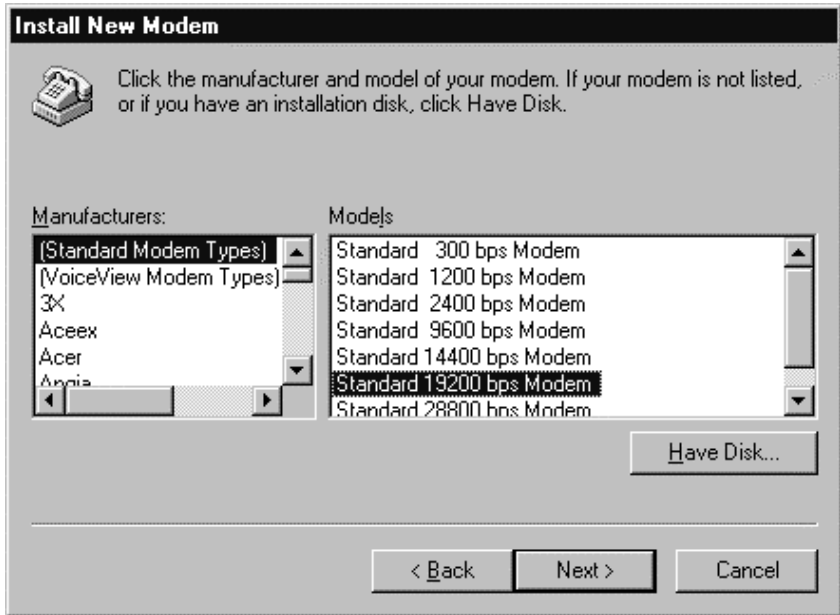 Install New Modem
Click the manufacturer and model of your modem. If your modem is not listed,
or if you have an installation disk, click Have Disk.
Manufacturers:
(Standard Modem Types)
(VoiceView Modem Types)
3X
Aceex
Acer
Angia
Models
Standard 300 bps Modem
Standard 1200 bps Modem
Standard 2400 bps Modem
Standard 9600 bps Modem
Standard 14400 bps Modem
Standard 19200 bps Modem
Standard 28800 bps Modem
Have Disk...
< Back
Next >
Cancel